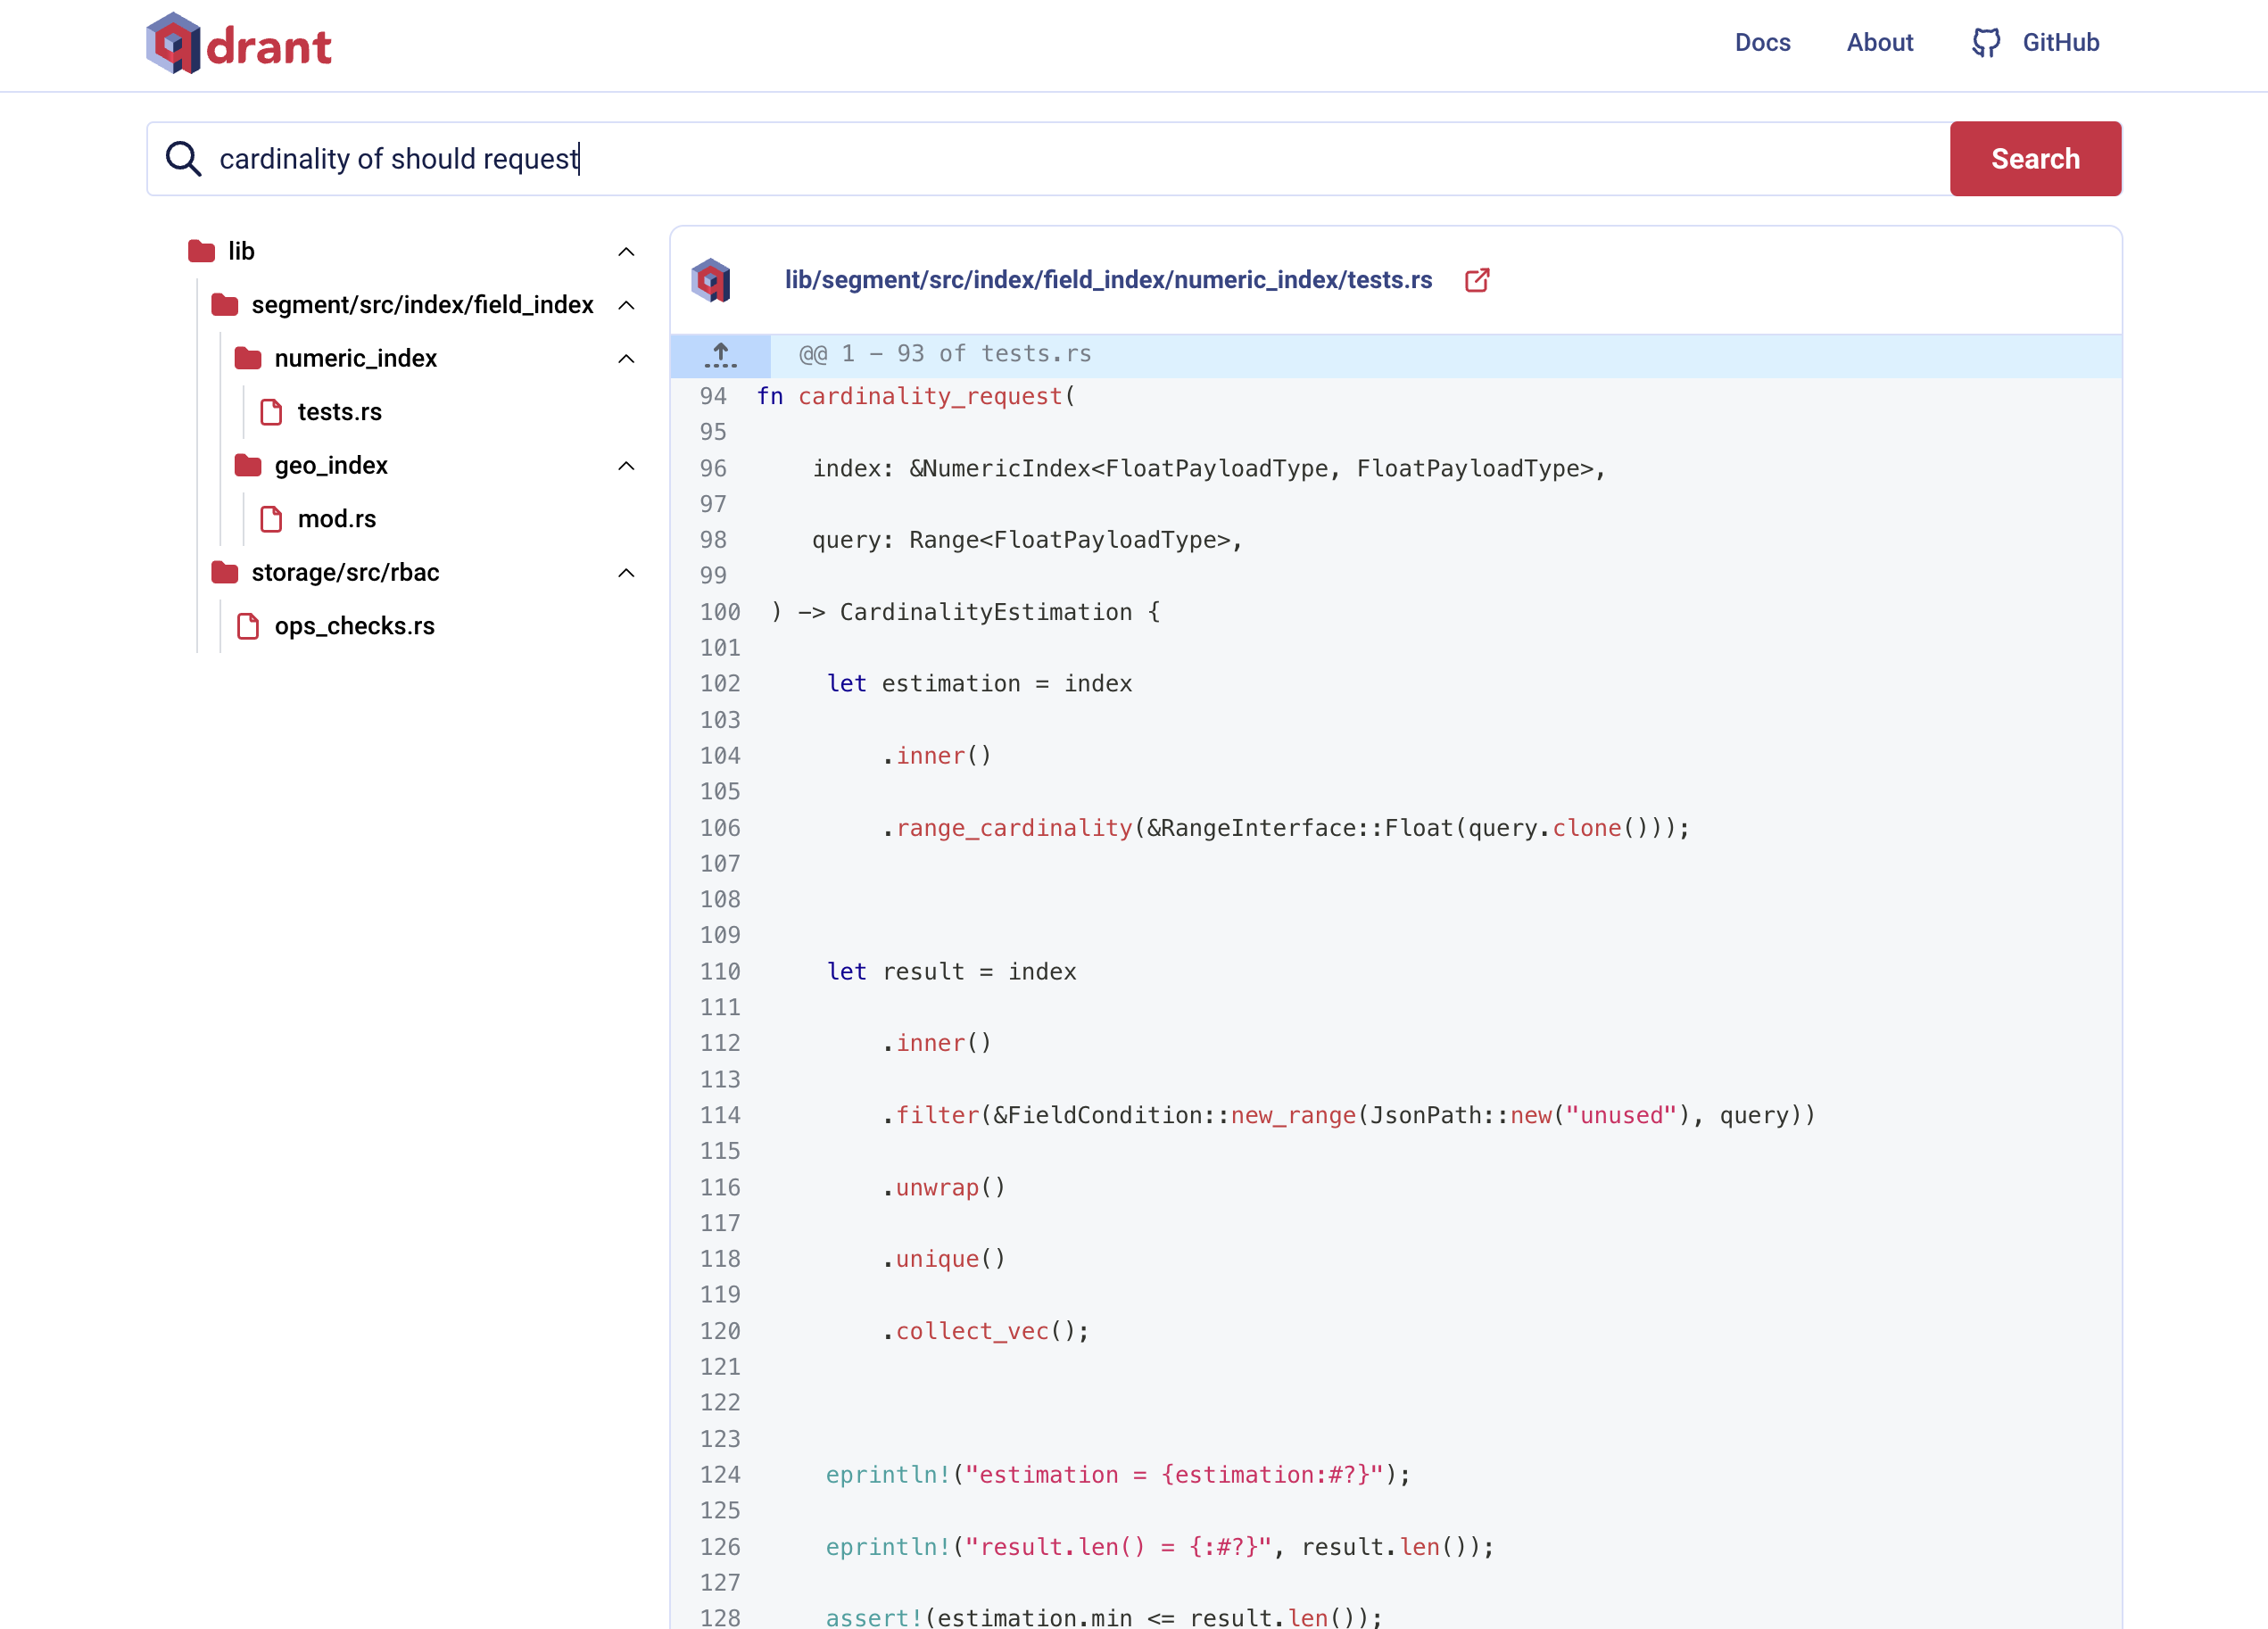 qdrant
Docs
About
GitHub
cardinality of should request
Search
lib
segment/src/index/field_index
numeric_index
tests.rs
geo_index
mod.rs
storage/src/rbac
ops_checks.rs
lib/segment/src/index/field_index/numeric_index/tests.rs
@@ 1 – 93 of tests.rs
94 fn cardinality_request(
95
96     index: &NumericIndex<FloatPayloadType, FloatPayloadType>,
97
98     query: Range<FloatPayloadType>,
99
100 ) –> CardinalityEstimation {
101
102     let estimation = index
103
104         .inner()
105
106         .range_cardinality(&RangeInterface::Float(query.clone()));
107
108
109
110     let result = index
111
112         .inner()
113
114         .filter(&FieldCondition::new_range(JsonPath::new("unused"), query))
115
116         .unwrap()
117
118         .unique()
119
120         .collect_vec();
121
122
123
124     eprintln!("estimation = {estimation:#?}");
125
126     eprintln!("result.len() = {:#?}", result.len());
127
128     assert!(estimation.min <= result.len());